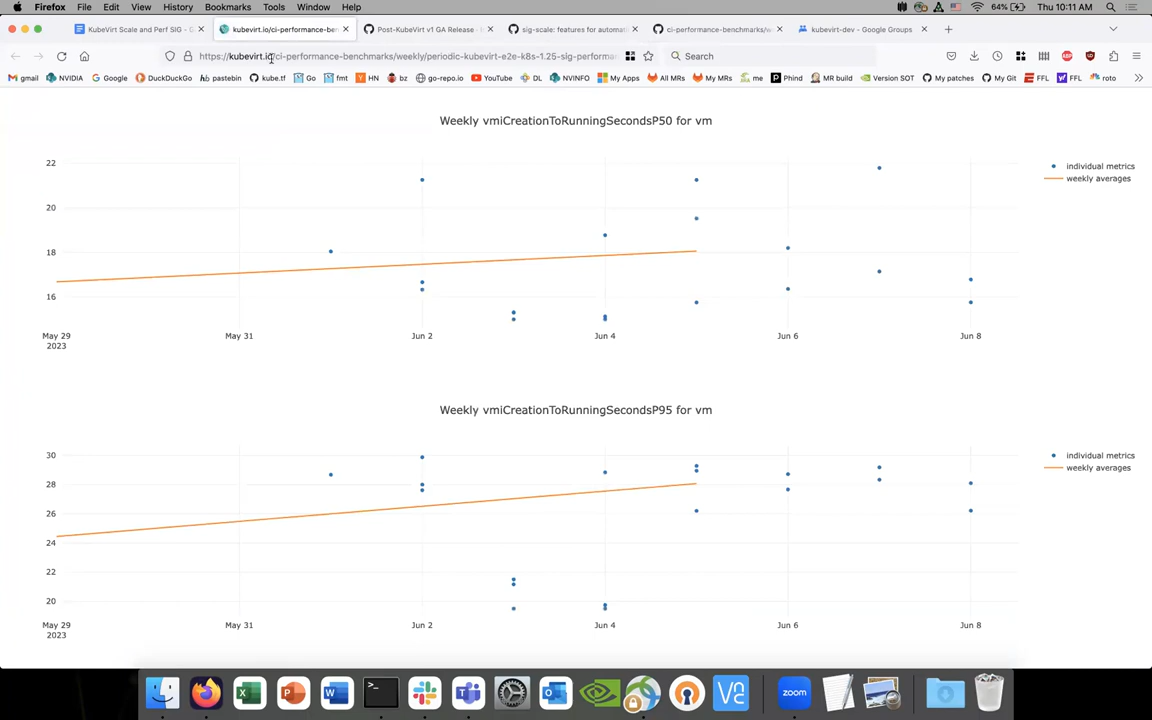 Firefox File Edit View History Bookmarks Tools Window Help 64% Thu 10:11 AM
KubeVirt Scale and Perf SIG - G kubevirt.io/ci-performance-ben Post-KubeVirt v1 GA Release - sig-scale: features for automati ci-performance-benchmarks/w kubevirt-dev - Google Groups
https://kubevirt.io/ci-performance-benchmarks/weekly/periodic-kubevirt-e2e-k8s-1.25-sig-performa Search
gmail NVIDIA Google DuckDuckGo pastebin kube.tf Go fmt HN bz go-repo.io YouTube DL NVINFO My Apps All MRs My MRs me Phind MR build Version SOT My patches My Git FFL FFL roto
Weekly vmiCreationToRunningSecondsP50 for vm
individual metrics
weekly averages
22
20
18
16
May 29 May 31 Jun 2 Jun 4 Jun 6 Jun 8
2023
Weekly vmiCreationToRunningSecondsP95 for vm
individual metrics
weekly averages
30
28
26
24
22
20
May 29 May 31 Jun 2 Jun 4 Jun 6 Jun 8
2023
zoom